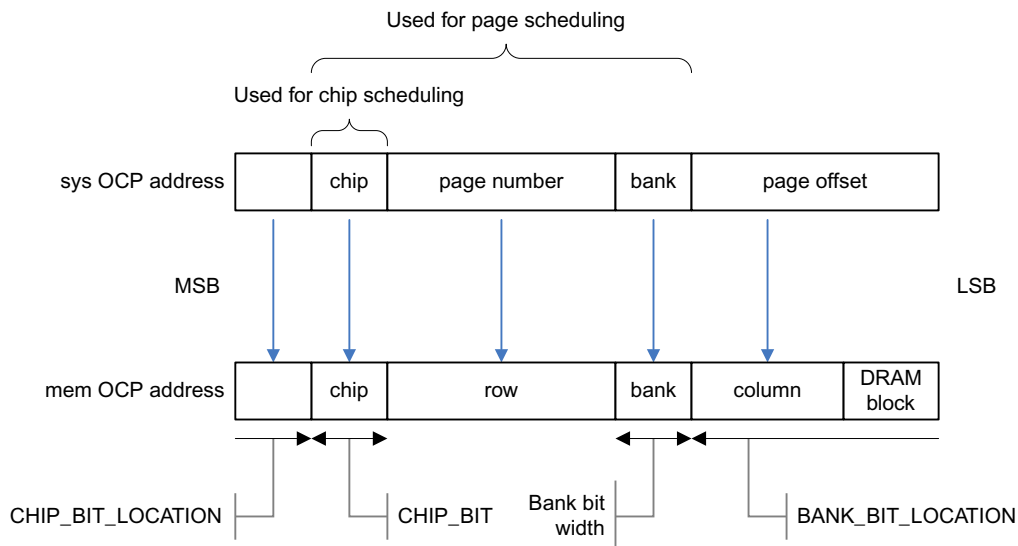 Used for page scheduling
Used for chip scheduling
sys OCP address
chip
page number
bank
page offset
MSB
LSB
mem OCP address
chip
row
bank
column
DRAM
block
CHIP_BIT_LOCATION
CHIP_BIT
Bank bit
width
BANK_BIT_LOCATION